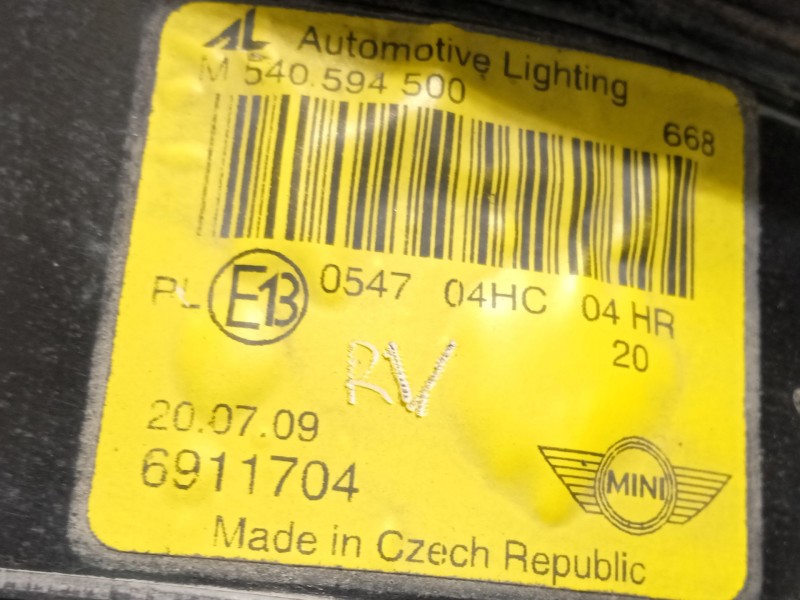 AL Automotive Lighting
M 540.594 500
668
PL E13 0547 04HC 04 HR
20
RV
20.07.09
6911704
MINI
Made in Czech Republic